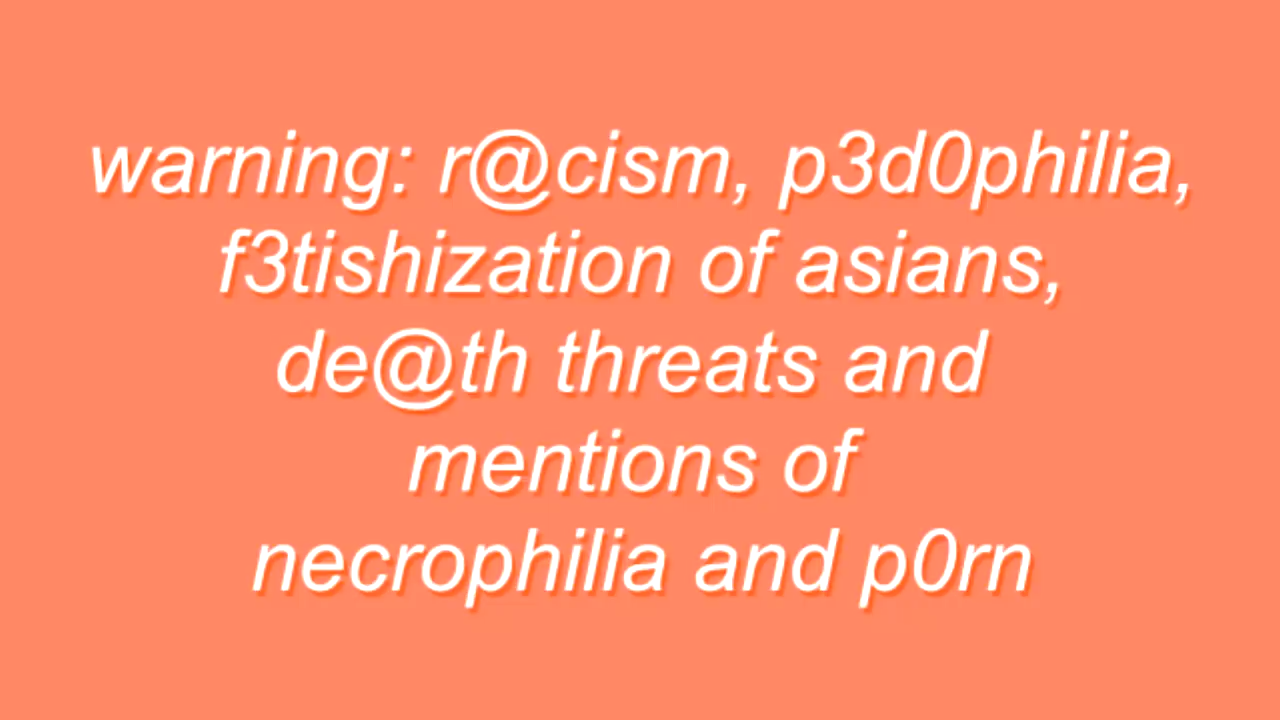 warning: r@cism, p3d0philia,
f3tishization of asians,
de@th threats and
mentions of
necrophilia and p0rn